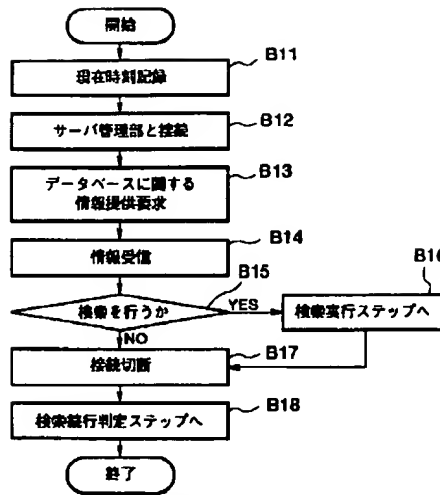 開始
現在時刻記録
B11
サーバ管理部と接続
B12
データベースに関する
情報提供要求
B13
情報受信
B14
検索を行うか
B15
YES
検索実行ステップへ
B16
NO
接続切断
B17
検索続行判定ステップへ
B18
終了